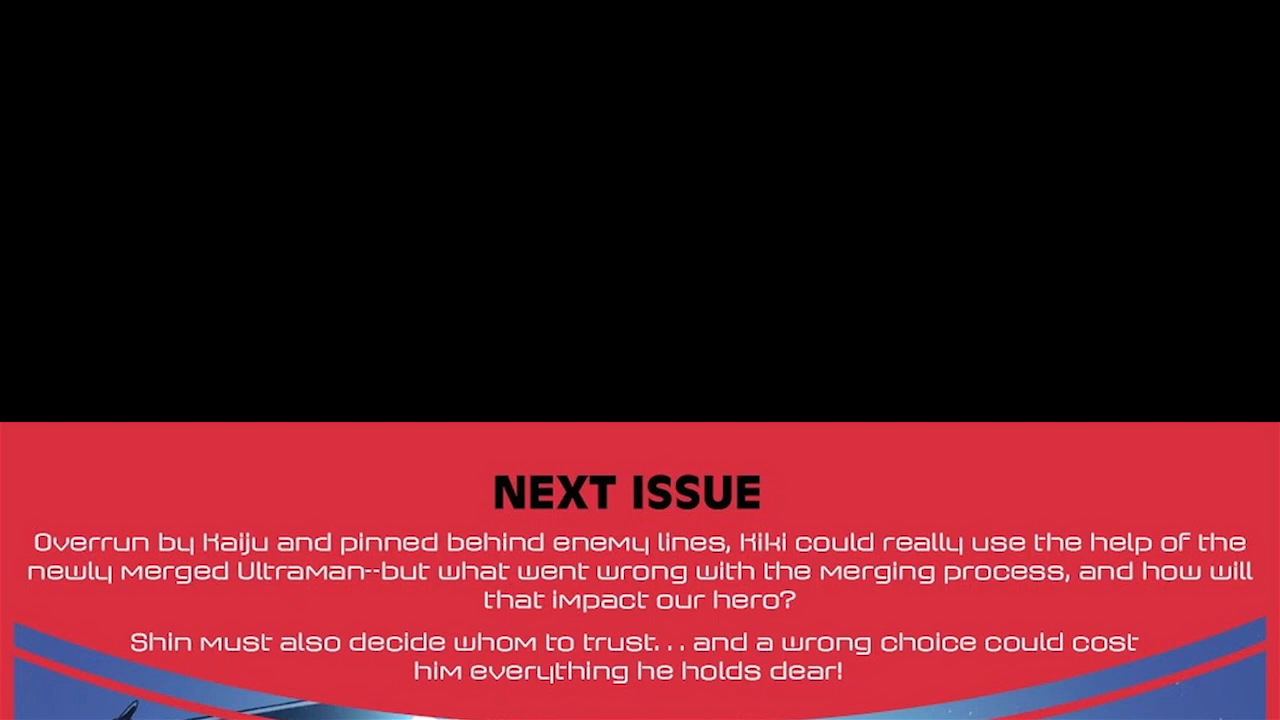 NEXT ISSUE
Overrun by Kaiju and pinned behind enemy lines, Kiki could really use the help of the
newly merged Ultraman--but what went wrong with the merging process, and how will
that impact our hero?
Shin must also decide whom to trust. . . and a wrong choice could cost
him everything he holds dear!